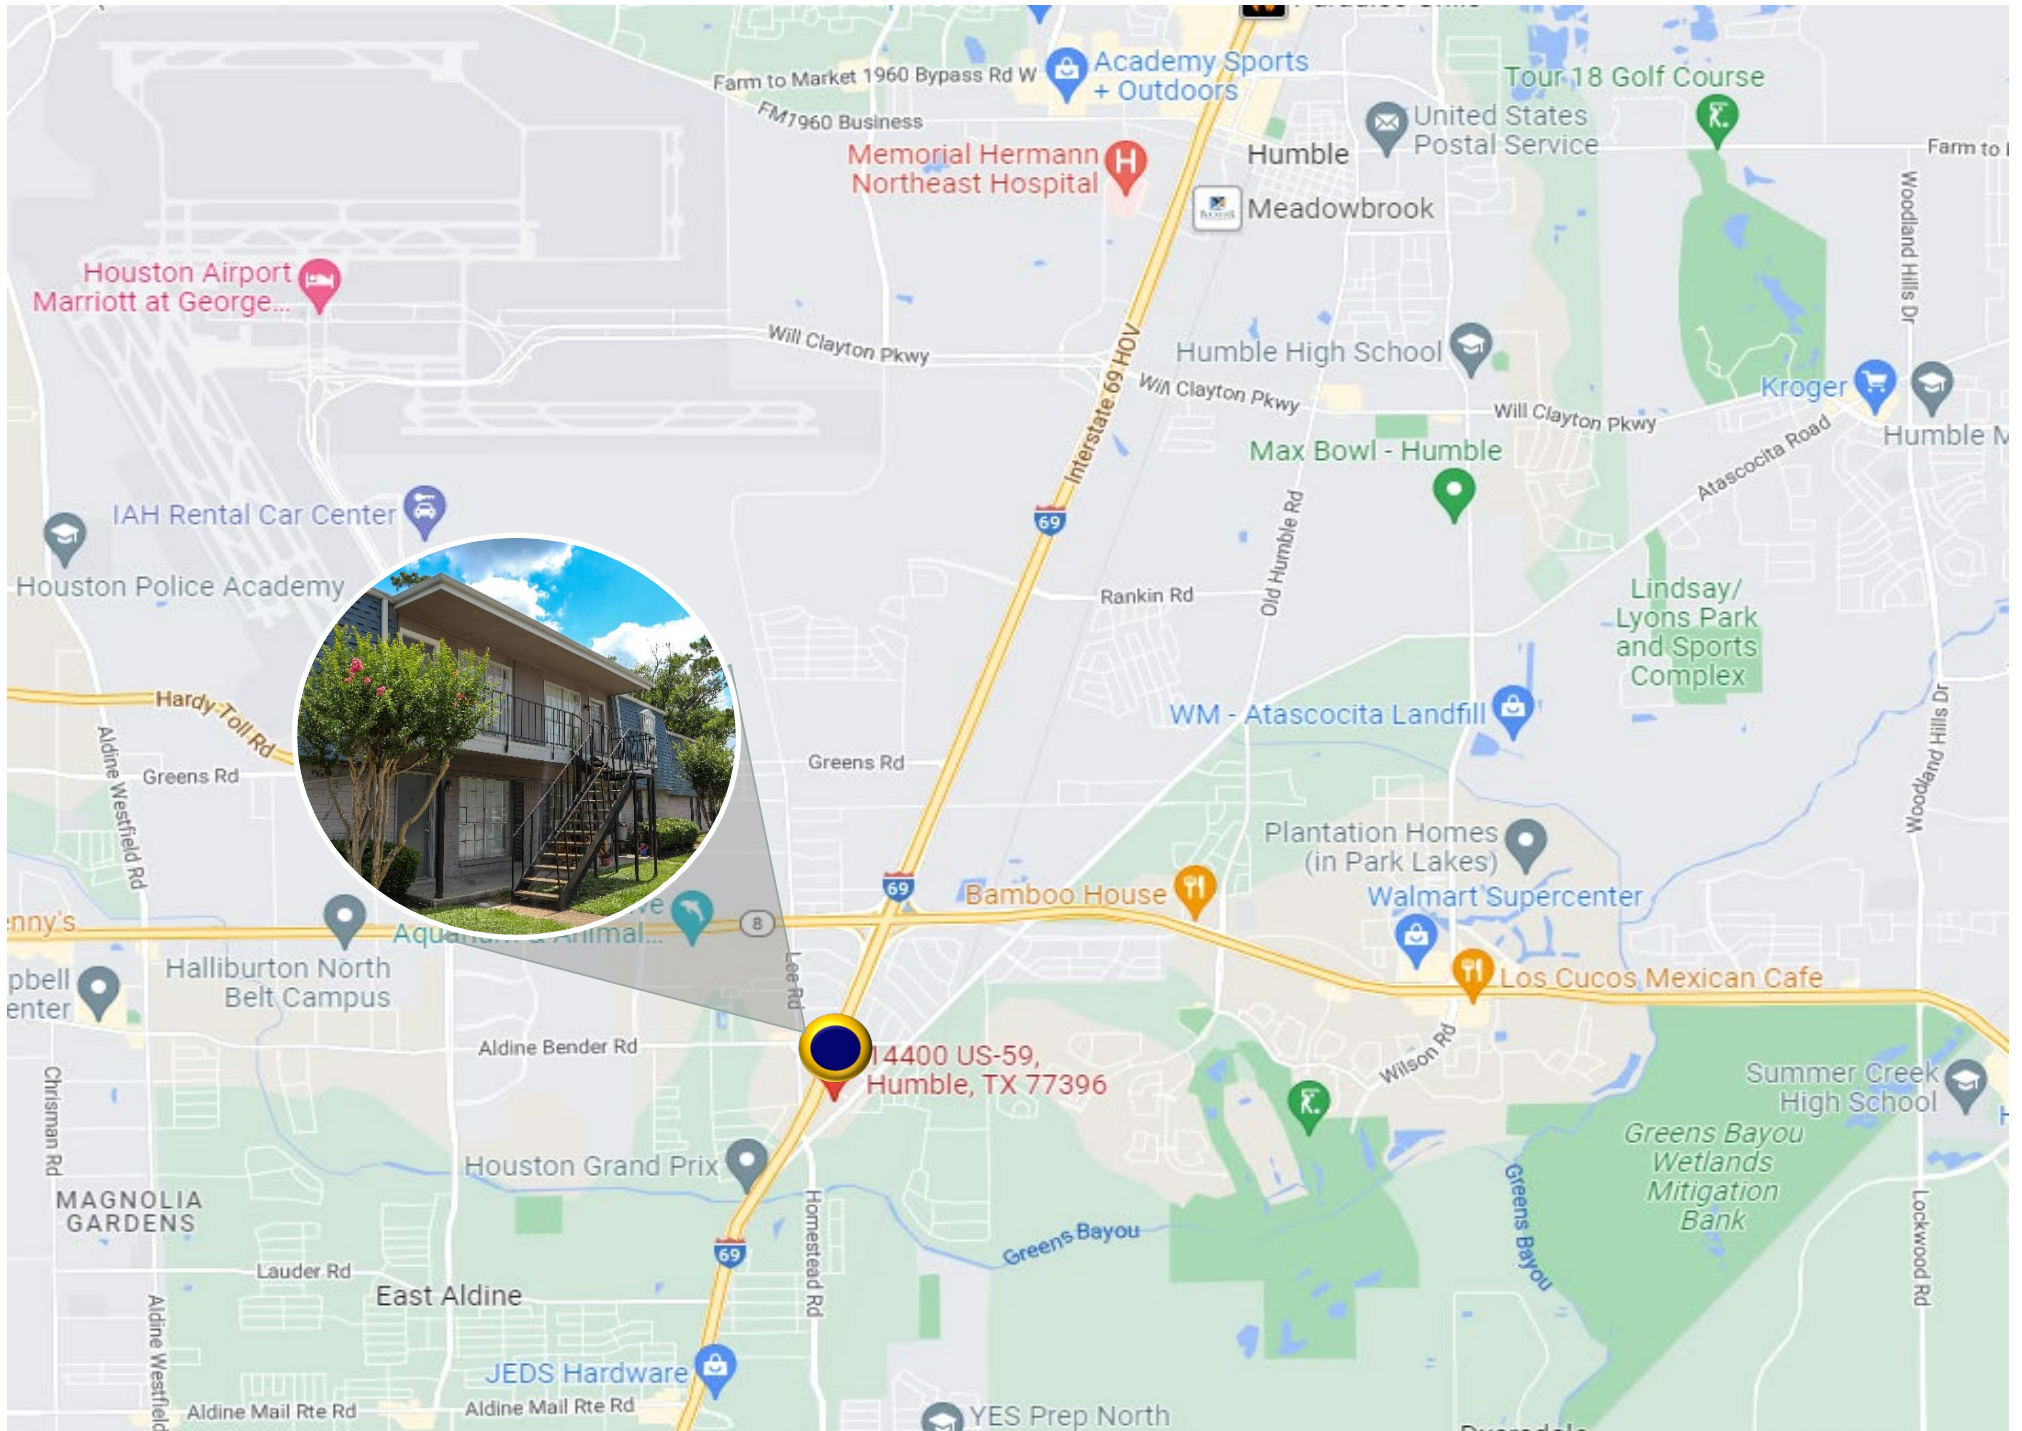 Farm to Market 1960 Bypass Rd W
Academy Sports
+ Outdoors
Tour 18 Golf Course
FM1960 Business
United States
Postal Service
Farm to
Memorial Hermann
Northeast Hospital
Humble
Meadowbrook
Woodland Hills Dr
Houston Airport
Marriott at George...
Will Clayton Pkwy
Interstate 69 HOV
Humble High School
Will Clayton Pkwy
Will Clayton Pkwy
Kroger
Humble M
Max Bowl - Humble
Atascocita Road
IAH Rental Car Center
69
Old Humble Rd
Houston Police Academy
Rankin Rd
Lindsay/
Lyons Park
and Sports
Complex
Hardy Toll Rd
WM - Atascocita Landfill
Woodland Hills Dr
Aldine Westfield Rd
Greens Rd
Greens Rd
Plantation Homes
(in Park Lakes)
69
Bamboo House
Walmart Supercenter
enny's
8
Aquarium & Animal...
Lee Rd
Halliburton North
Belt Campus
pbell
enter
Los Cucos Mexican Cafe
Aldine Bender Rd
14400 US-59,
Humble, TX 77396
Wilson Rd
Chrisman Rd
Summer Creek
High School
H
Houston Grand Prix
Greens Bayou
Wetlands
Mitigation
Bank
MAGNOLIA
GARDENS
Homestead Rd
Greens Bayou
Greens Bayou
Lockwood Rd
69
Lauder Rd
East Aldine
Aldine Westfield
JEDS Hardware
Aldine Mail Rte Rd
Aldine Mail Rte Rd
YES Prep North